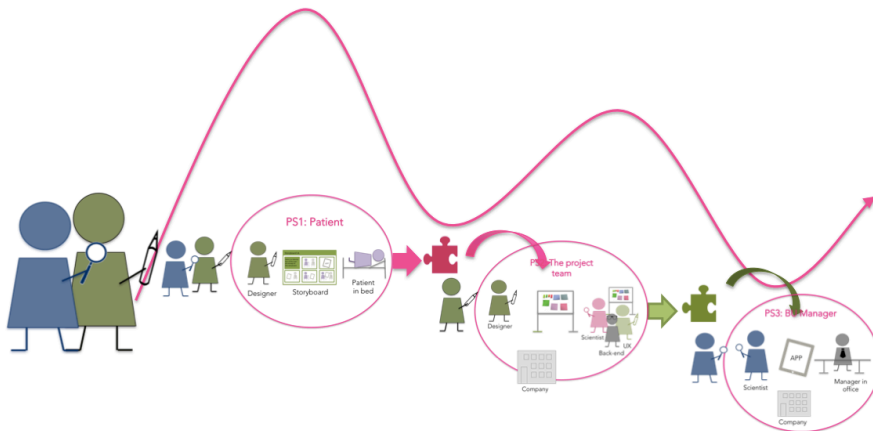 PS1: Patient
Designer
Storyboard
Patient
in bed
The project
team
Designer
Scientist
UX
Back-end
Company
PS3: B
Manager
APP
Scientist
Manager in
office
Company